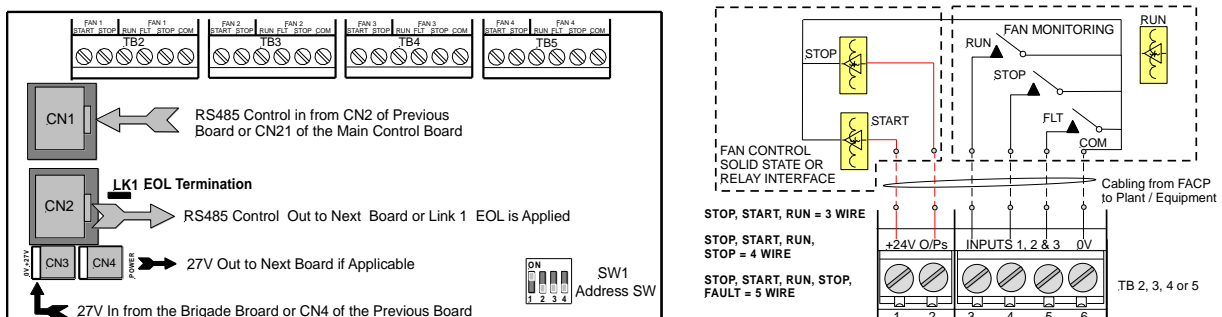 FAN 1 FAN 1 FAN 2 FAN 2 FAN 3 FAN 3 FAN 4 FAN 4
START STOP RUN FLT STOP COM START STOP RUN FLT STOP COM START STOP RUN FLT STOP COM START STOP RUN FLT STOP COM
TB2 TB3 TB4 TB5
CN1
RS485 Control in from CN2 of Previous
Board or CN21 of the Main Control Board
LK1 EOL Termination
CN2
RS485 Control Out to Next Board or Link 1 EOL is Applied
0V +27V
CN3
CN4
POWER
27V Out to Next Board if Applicable
27V In from the Brigade Broard or CN4 of the Previous Board
ON
1 2 3 4
SW1
Address SW
STOP
START
FAN CONTROL
SOLID STATE OR
RELAY INTERFACE
FAN MONITORING
RUN
RUN
STOP
FLT
COM
Cabling from FACP
to Plant / Equipment
STOP, START, RUN = 3 WIRE
STOP, START, RUN,
STOP = 4 WIRE
STOP, START, RUN, STOP,
FAULT = 5 WIRE
+24V O/Ps INPUTS 1, 2 & 3 0V
TB 2, 3, 4 or 5
1 2 3 4 5 6